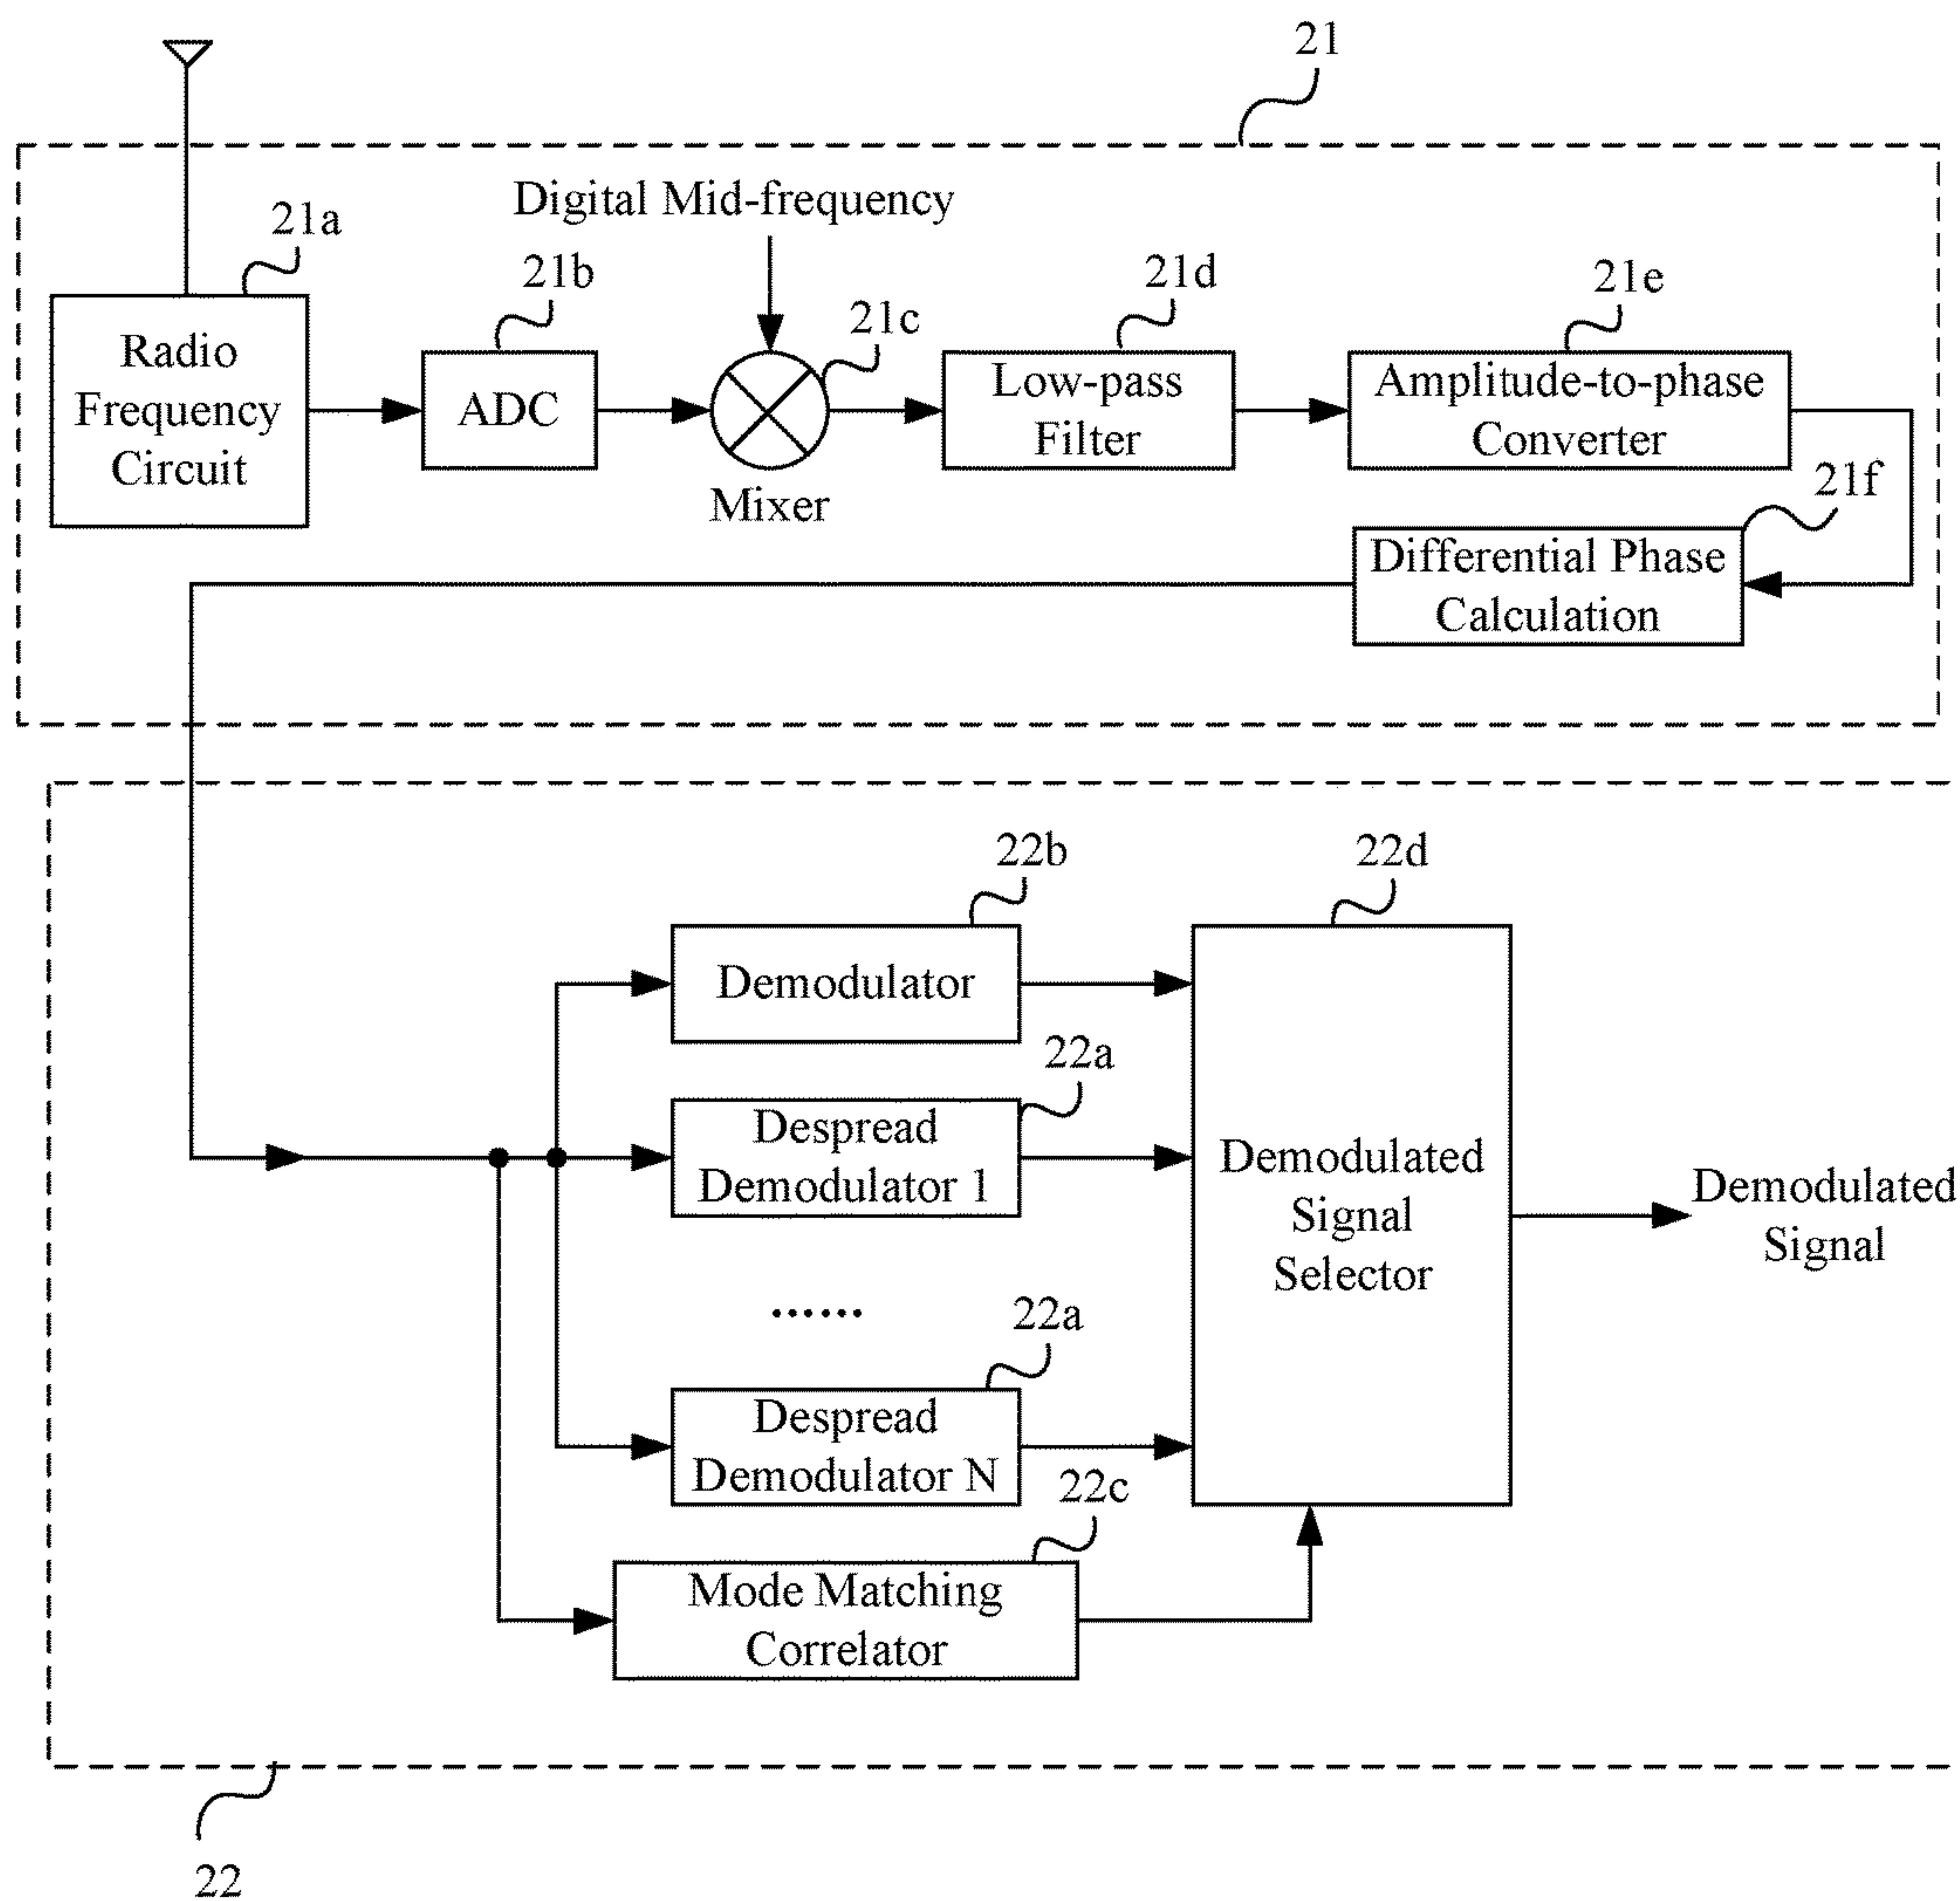 21
Digital Mid-frequency
21a
21b
21c
21d
21e
Radio
Frequency
Circuit
ADC
Mixer
Low-pass
Filter
Amplitude-to-phase
Converter
21f
Differential Phase
Calculation
22b
22d
Demodulator
22a
Despread
Demodulator 1
......
22a
Despread
Demodulator N
22c
Mode Matching
Correlator
Demodulated
Signal
Selector
Demodulated
Signal
22